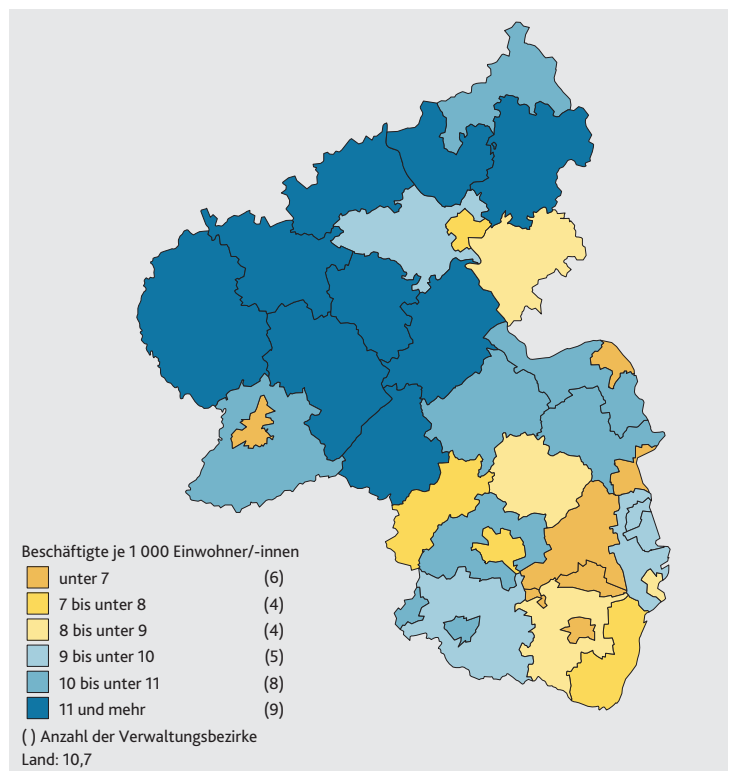 Beschäftigte je 1 000 Einwohner/-innen
unter 7 (6)
7 bis unter 8 (4)
8 bis unter 9 (4)
9 bis unter 10 (5)
10 bis unter 11 (8)
11 und mehr (9)
( ) Anzahl der Verwaltungsbezirke
Land: 10,7